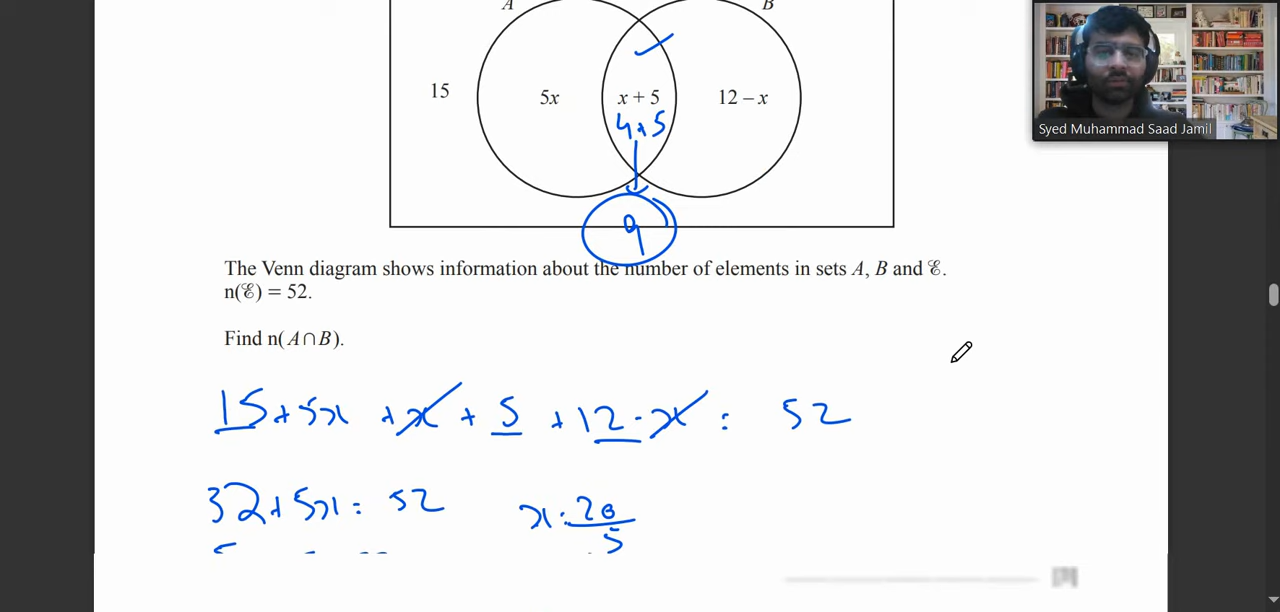 A B
15 5x x + 5 12 – x
4+5
9
Syed Muhammad Saad Jamil
The Venn diagram shows information about the number of elements in sets A, B and ℰ.
n(ℰ) = 52.
Find n( A∩B).
15+5x +x + 5 + 12 - x = 52
32+5x = 52 x = 20/5